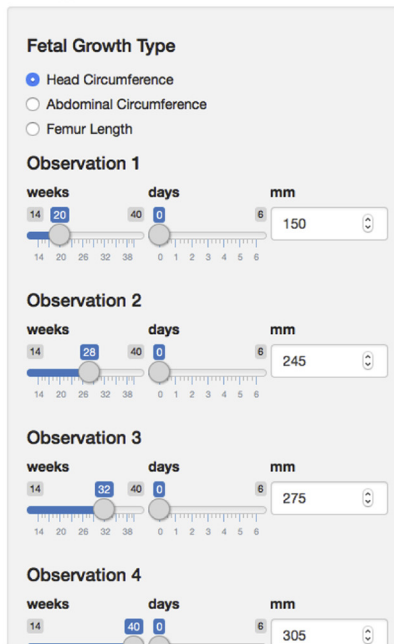 Fetal Growth Type
Head Circumference
Abdominal Circumference
Femur Length
Observation 1
weeks days mm
14 20 40 0 6 150
14 20 26 32 38 0 1 2 3 4 5 6
Observation 2
weeks days mm
14 28 40 0 6 245
14 20 26 32 38 0 1 2 3 4 5 6
Observation 3
weeks days mm
14 32 40 0 6 275
14 20 26 32 38 0 1 2 3 4 5 6
Observation 4
weeks days mm
14 40 0 6 305